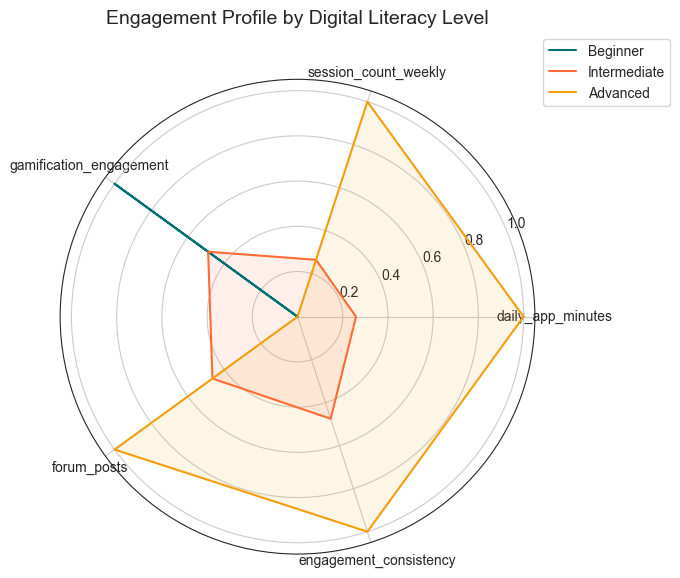 Engagement Profile by Digital Literacy Level
Beginner
Intermediate
Advanced
session_count_weekly
gamification_engagement
1.0
0.8
0.6
0.4
0.2
daily_app_minutes
forum_posts
engagement_consistency